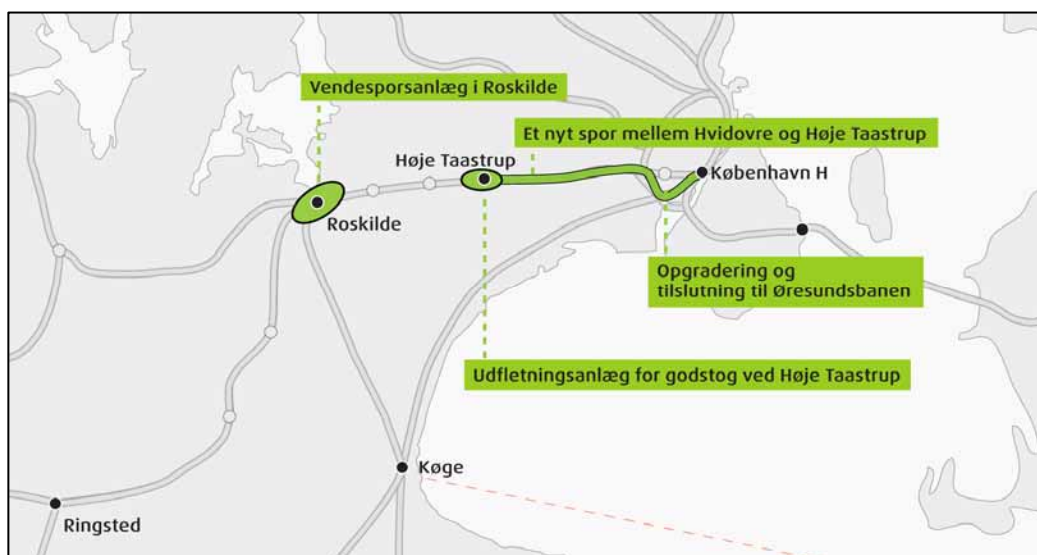 Vendesporsanlæg i Roskilde
Et nyt spor mellem Hvidovre og Høje Taastrup
Høje Taastrup
København H
Roskilde
Opgradering og
tilslutning til Øresundsbanen
Udfletningsanlæg for godstog ved Høje Taastrup
Køge
Ringsted